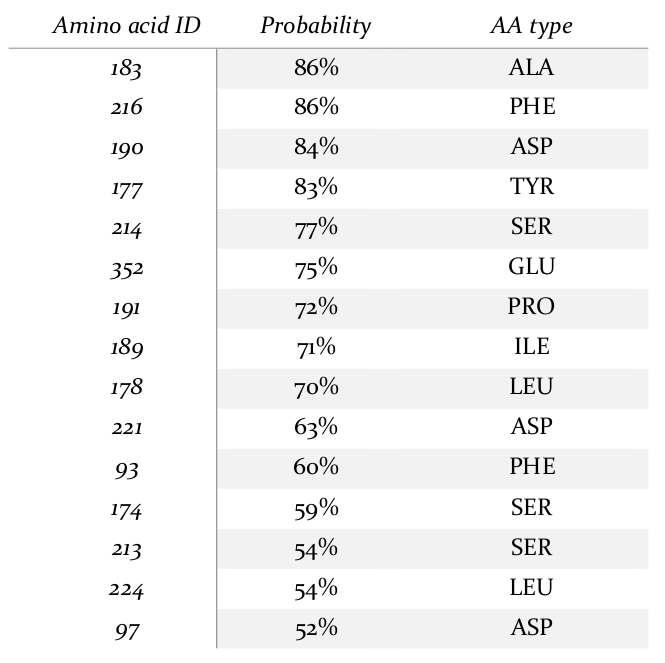 Amino acid ID Probability AA type
183 86% ALA
216 86% PHE
190 84% ASP
177 83% TYR
214 77% SER
352 75% GLU
191 72% PRO
189 71% ILE
178 70% LEU
221 63% ASP
93 60% PHE
174 59% SER
213 54% SER
224 54% LEU
97 52% ASP